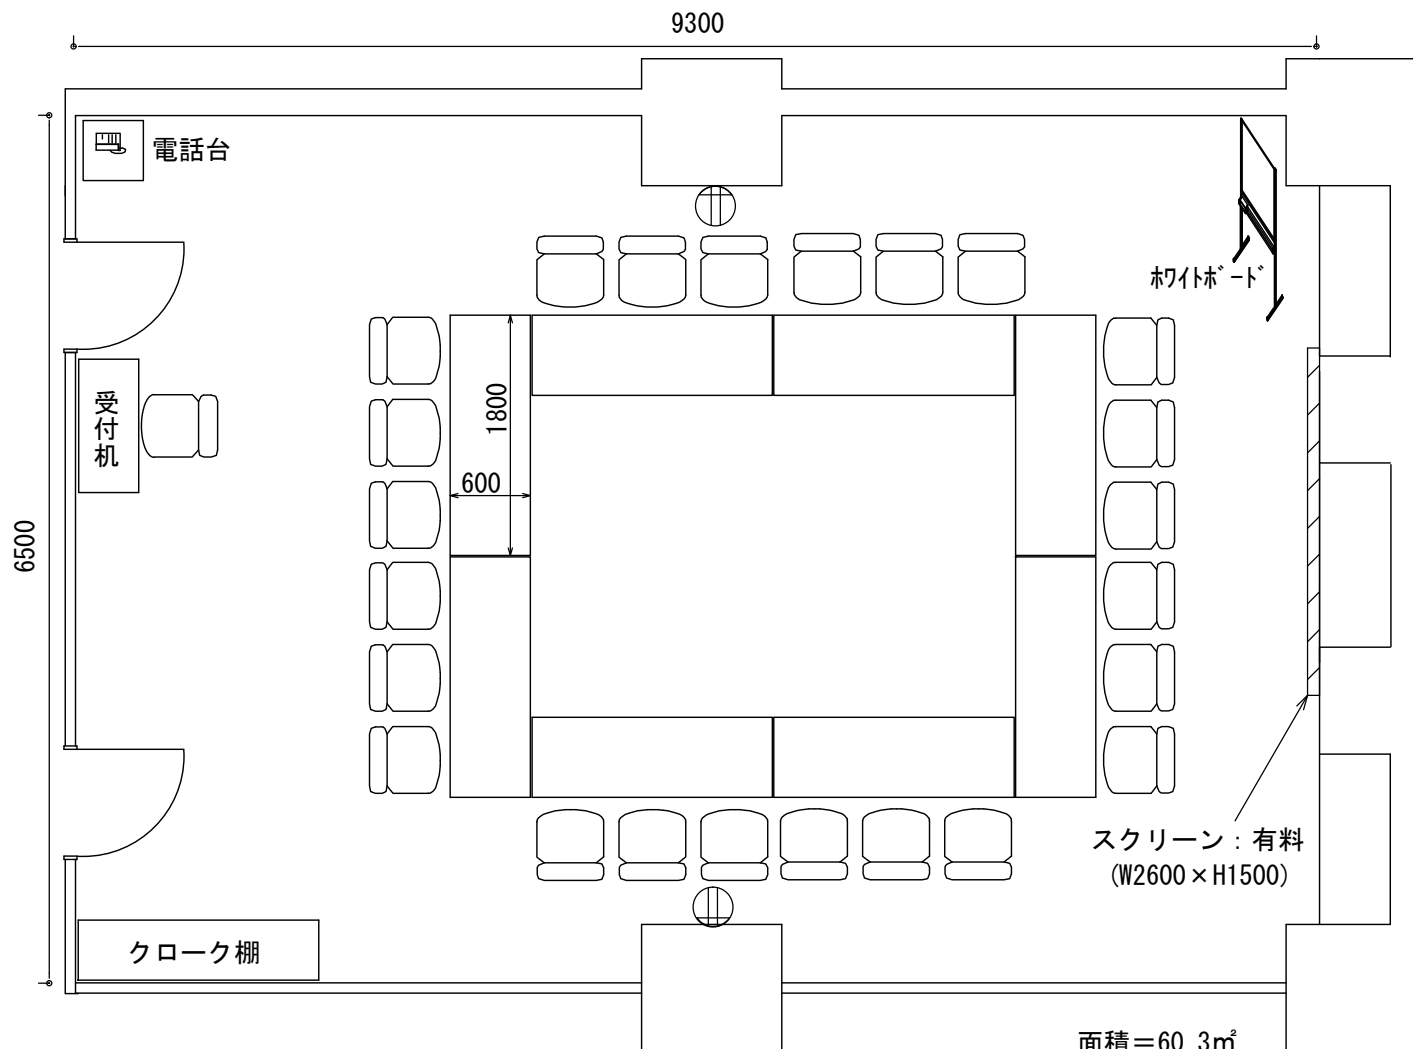 9300
電話台
ﾎﾜｲﾄﾎﾞｰﾄﾞ
1800
受付机
600
6500
スクリーン：有料
(W2600×H1500)
クローク棚
面積＝60.3㎡